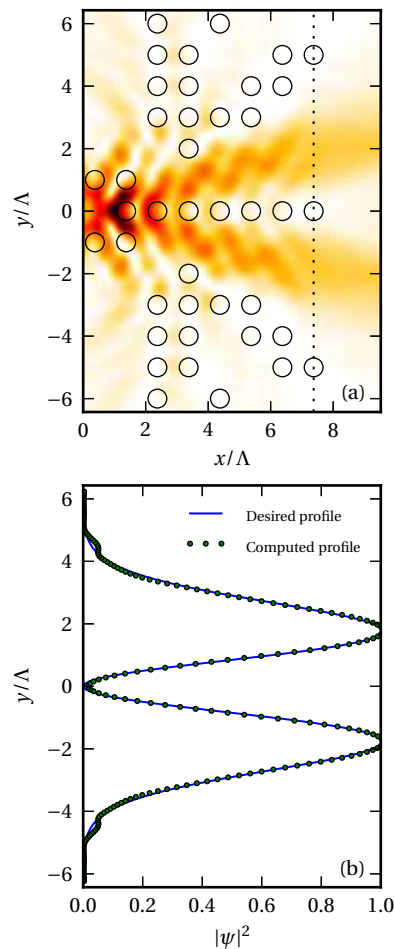 6
4
2
0
−2
−4
−6
y/Λ
(a)
0 2 4 6 8
x/Λ
6
4
2
0
−2
−4
−6
y/Λ
Desired profile
Computed profile
(b)
0.0 0.2 0.4 0.6 0.8 1.0
|ψ|²